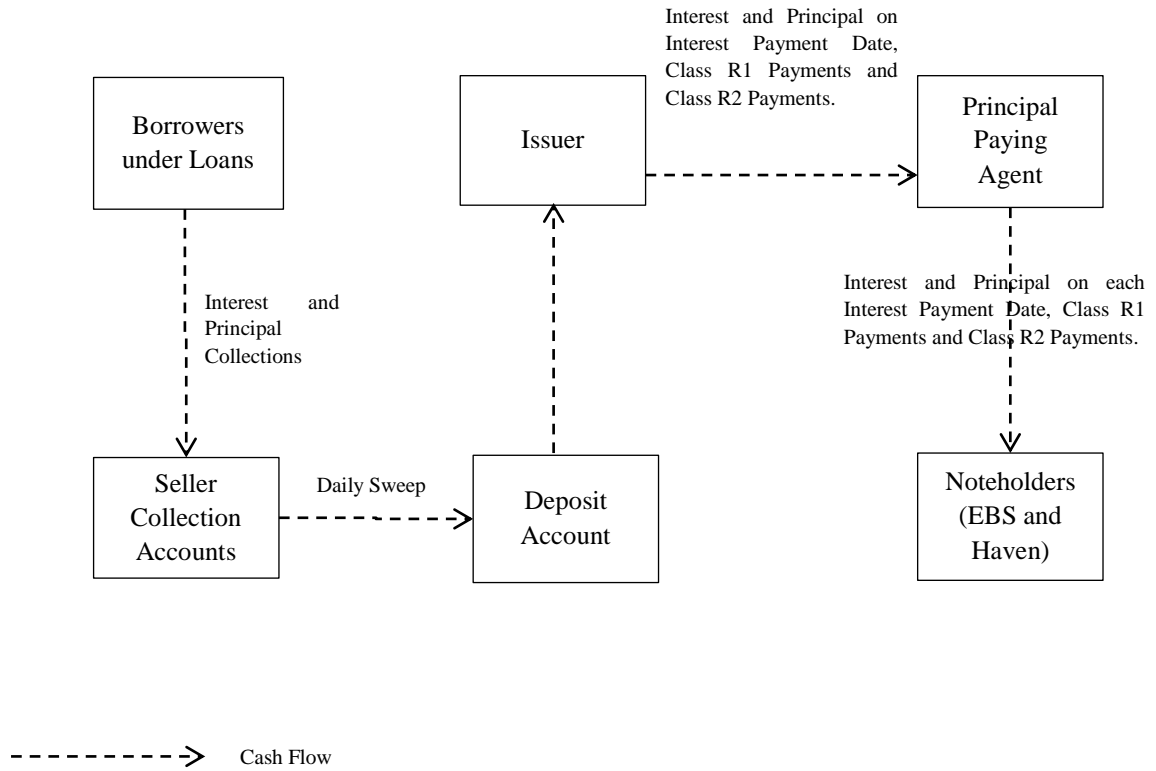 Interest and Principal on
Interest Payment Date,
Class R1 Payments and
Class R2 Payments.
Borrowers
under Loans
Issuer
Principal
Paying
Agent
Interest and
Principal
Collections
Interest and Principal on each
Interest Payment Date, Class R1
Payments and Class R2 Payments.
Seller
Collection
Accounts
Daily Sweep
Deposit
Account
Noteholders
(EBS and
Haven)
Cash Flow